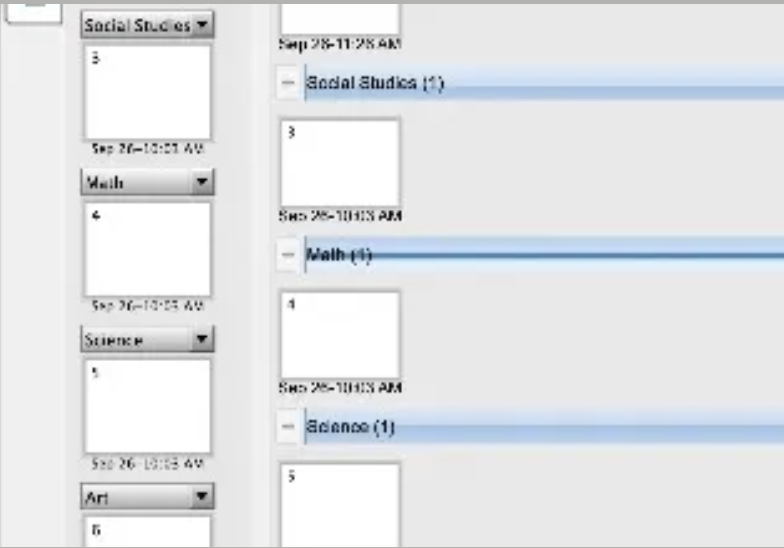 Social Studies
3
Sep 26-10:03 AM
Math
4
Sep 26-10:03 AM
Science
5
Sep 26-10:03 AM
Art
6
Sep 26-11:26 AM
Social Studies (1)
3
Sep 26-10:03 AM
Math (1)
4
Sep 26-10:03 AM
Science (1)
5